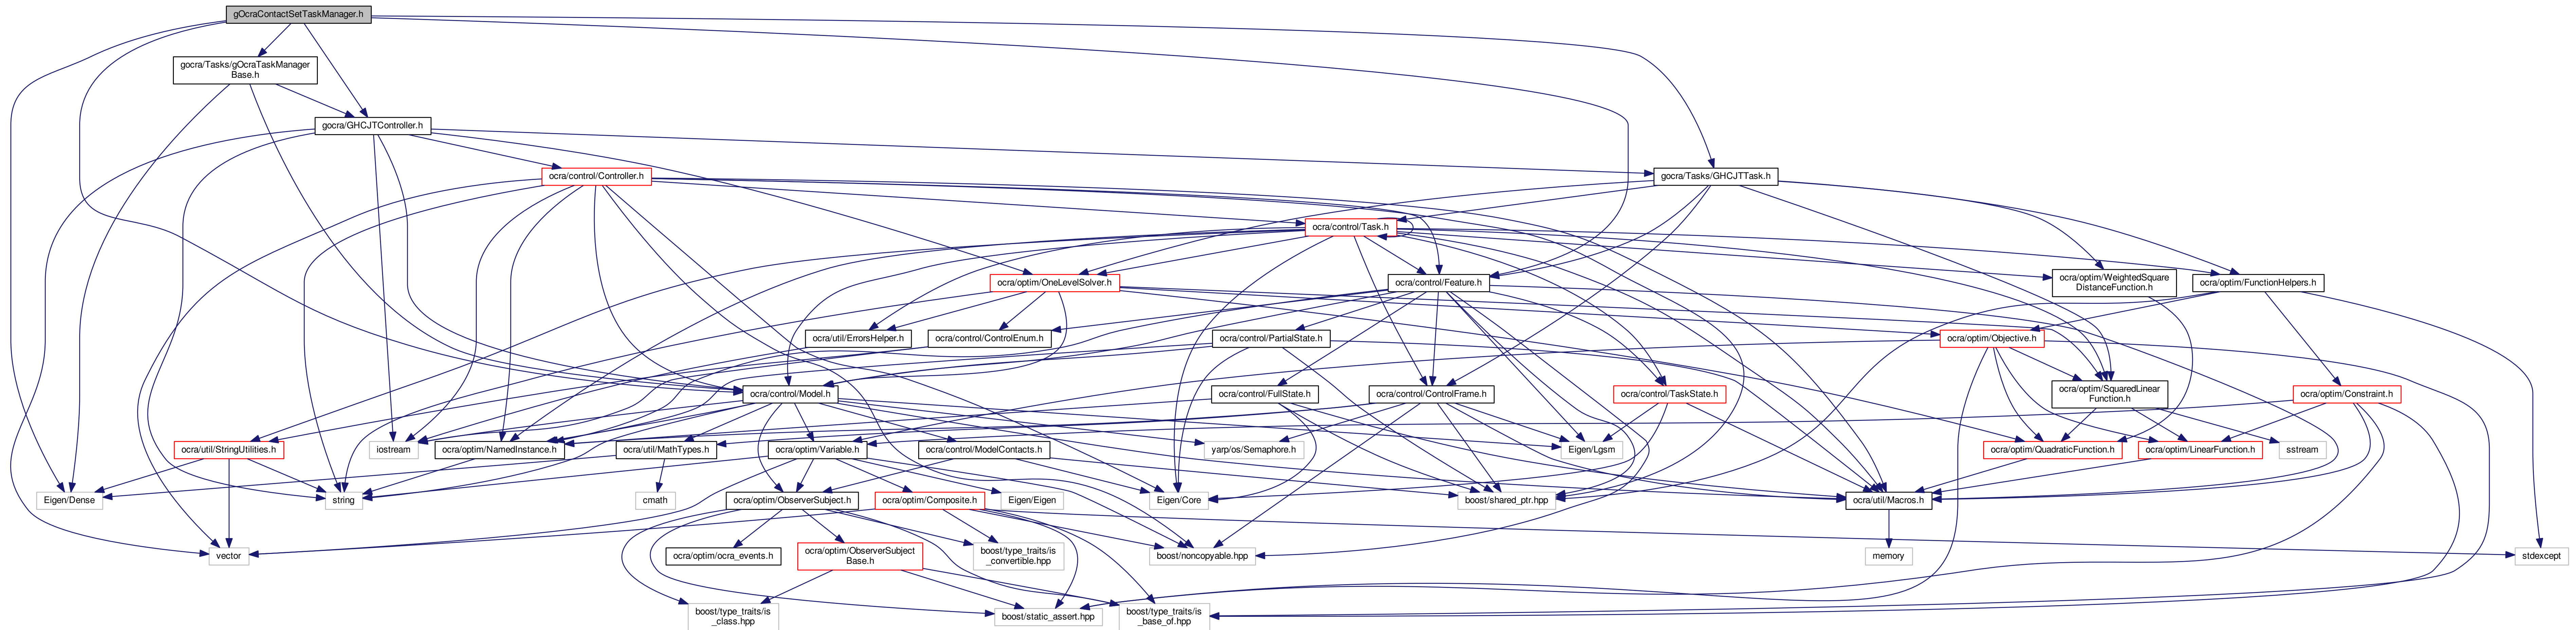 gOcraContactSetTaskManager.h
gocra/Tasks/gOcraTaskManager
Base.h
gocra/GHCJTController.h
ocra/control/Controller.h
gocra/Tasks/GHCJTTask.h
ocra/control/Task.h
ocra/optim/OneLevelSolver.h
ocra/control/Feature.h
ocra/optim/WeightedSquare
DistanceFunction.h
ocra/optim/FunctionHelpers.h
ocra/util/ErrorsHelper.h
ocra/control/ControlEnum.h
ocra/control/PartialState.h
ocra/optim/Objective.h
ocra/control/Model.h
ocra/control/FullState.h
ocra/control/ControlFrame.h
ocra/control/TaskState.h
ocra/optim/SquaredLinear
Function.h
ocra/optim/Constraint.h
ocra/util/StringUtilities.h
iostream
ocra/optim/NamedInstance.h
ocra/util/MathTypes.h
ocra/optim/Variable.h
ocra/control/ModelContacts.h
yarp/os/Semaphore.h
Eigen/Lgsm
ocra/optim/QuadraticFunction.h
ocra/optim/LinearFunction.h
sstream
Eigen/Dense
string
cmath
ocra/optim/ObserverSubject.h
ocra/optim/Composite.h
Eigen/Eigen
Eigen/Core
boost/shared_ptr.hpp
ocra/util/Macros.h
vector
ocra/optim/ocra_events.h
ocra/optim/ObserverSubject
Base.h
boost/type_traits/is
_convertible.hpp
boost/noncopyable.hpp
memory
stdexcept
boost/type_traits/is
_class.hpp
boost/static_assert.hpp
boost/type_traits/is
_base_of.hpp